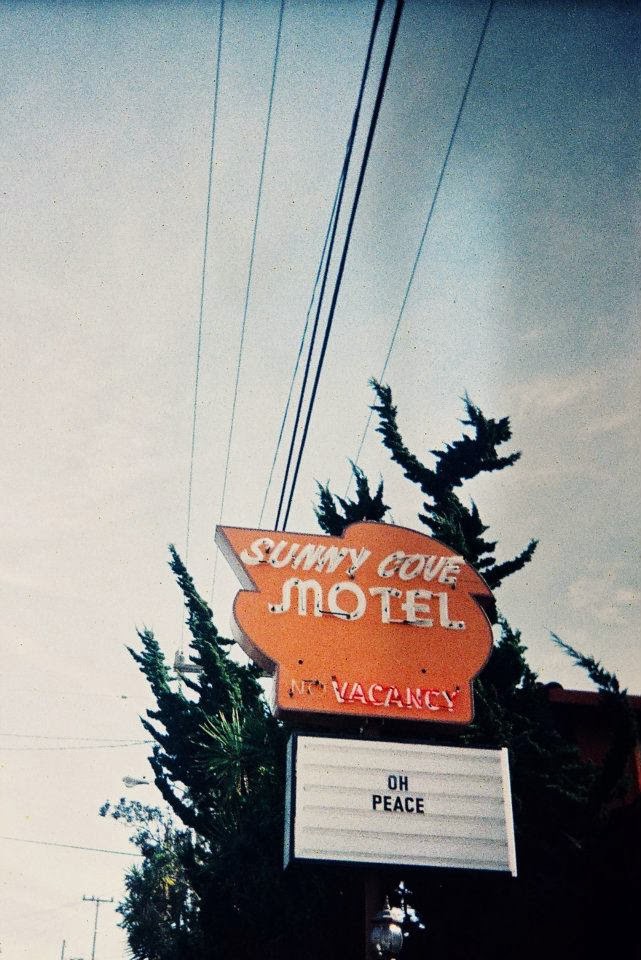 SUNNY COVE
MOTEL
NO VACANCY
OH
PEACE